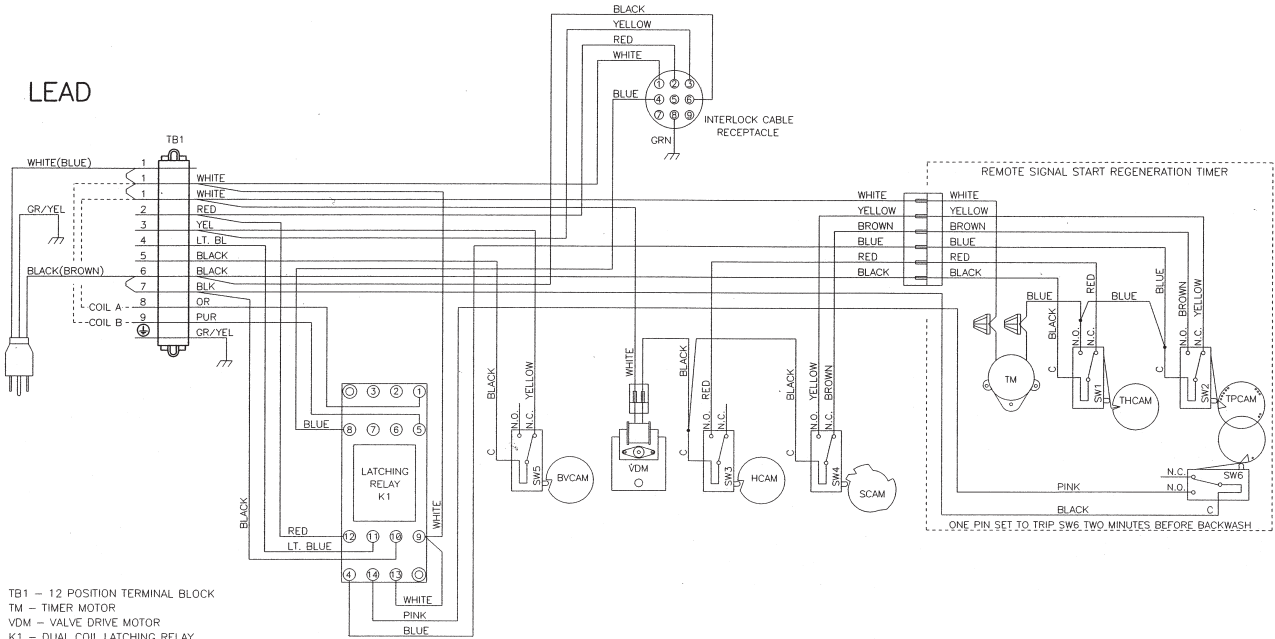 BLACK
YELLOW
RED
WHITE
LEAD
1 2 3
BLUE 4 5 6
7 8 9
INTERLOCK CABLE
RECEPTACLE
GRN
TB1
WHITE(BLUE) 1
1 WHITE
1 WHITE
GR/YEL 2 RED
3 YEL
4 LT. BL
5 BLACK
BLACK(BROWN) 6 BLACK
7 BLK
COIL A 8 OR
COIL B 9 PUR
GR/YEL
REMOTE SIGNAL START REGENERATION TIMER
WHITE WHITE
YELLOW YELLOW
BROWN BROWN
BLUE BLUE
RED RED
BLACK BLACK
BLUE
BLACK
N.O.
RED
N.C.
BLUE
BLUE
N.O. BROWN
N.C. YELLOW
C
C
TM
SW1
THCAM
SW2
TPCAM
3 2 1
BLUE 8 7 6 5
LATCHING
RELAY
K1
BLACK
RED 12 11 10 9
LT. BLUE
WHITE
4 14 13
WHITE
PINK
BLUE
BLACK
C
N.O.
N.C. YELLOW
SW5
BVCAM
WHITE
VDM
BLACK
C
N.O. RED
N.C.
SW3
HCAM
BLACK
C
N.O. YELLOW
N.C. BROWN
SW4
SCAM
N.C.
PINK N.O.
SW6
BLACK C
ONE PIN SET TO TRIP SW6 TWO MINUTES BEFORE BACKWASH
TB1 – 12 POSITION TERMINAL BLOCK
TM – TIMER MOTOR
VDM – VALVE DRIVE MOTOR
K1 – DUAL COIL LATCHING RELAY